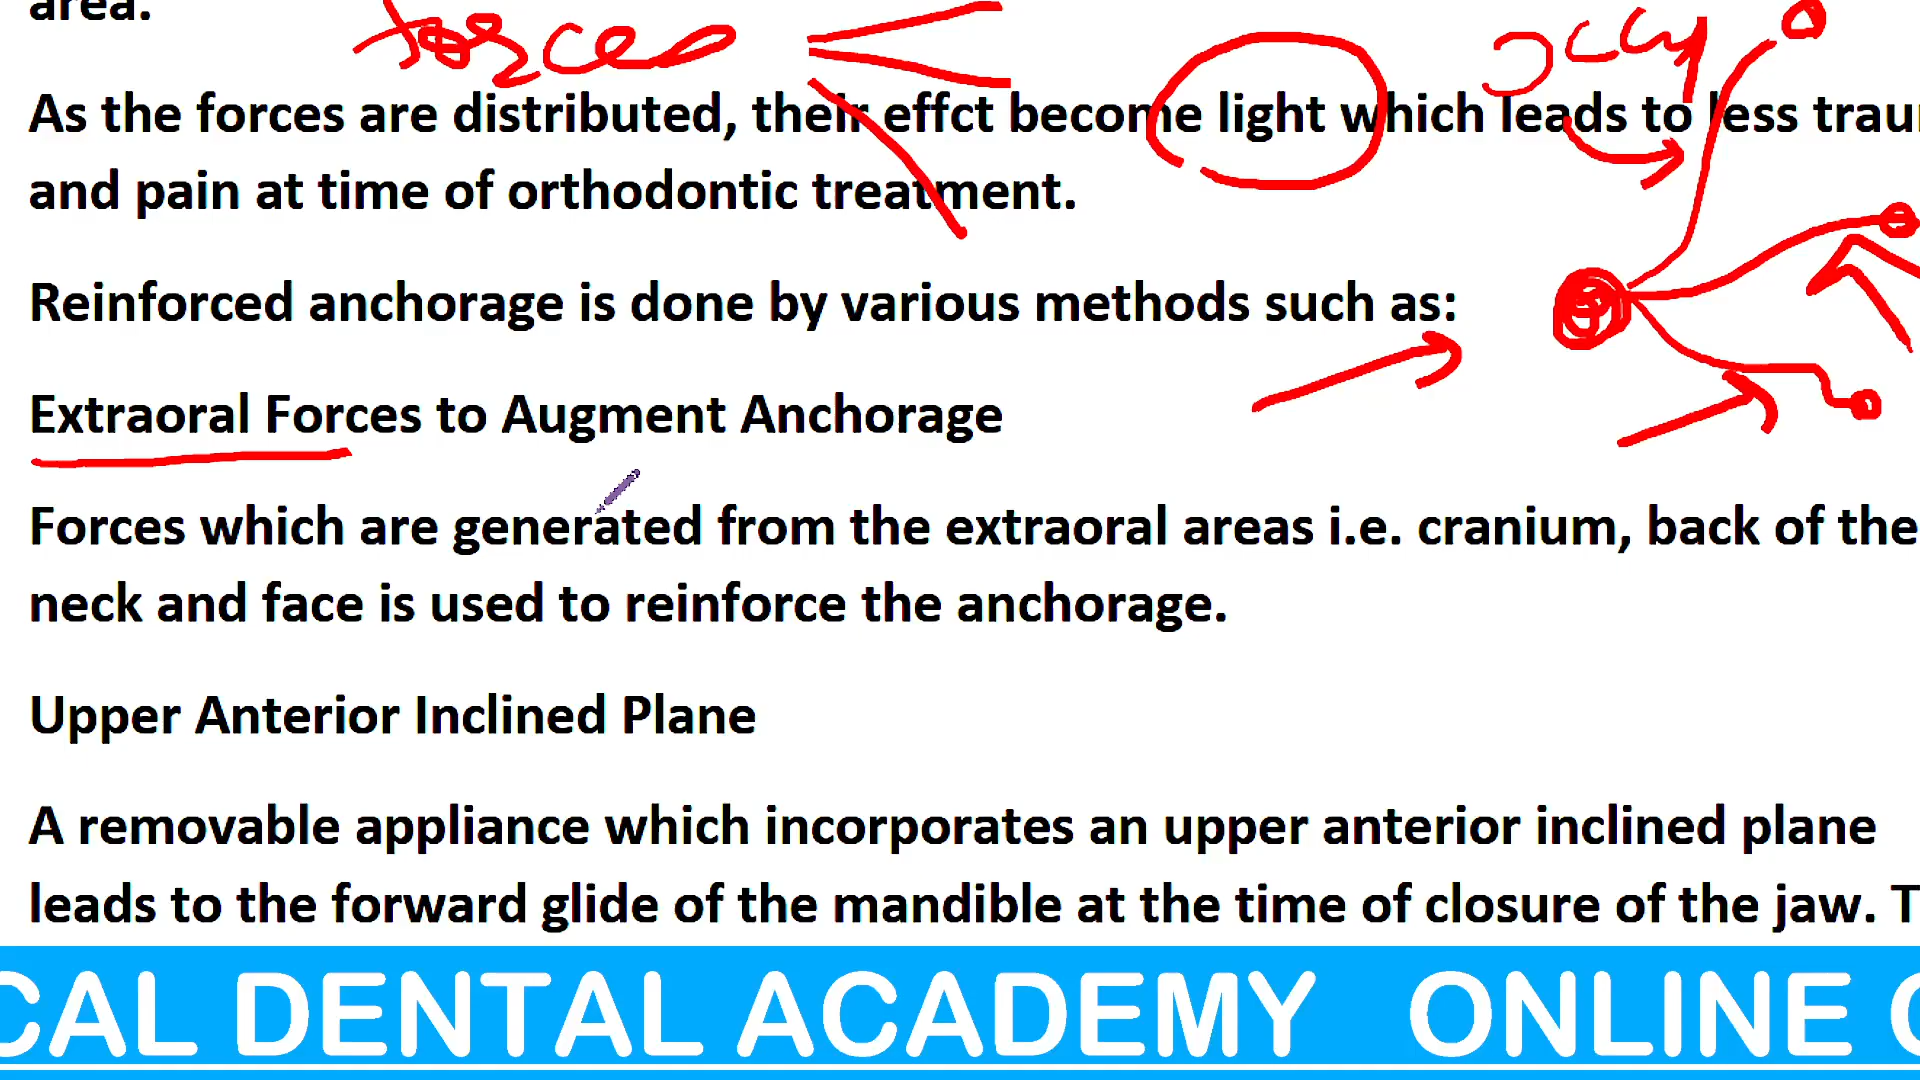 area.
forces
As the forces are distributed, their effct become light which leads to less
and pain at time of orthodontic treatment.
Reinforced anchorage is done by various methods such as:
Extraoral Forces to Augment Anchorage
Forces which are generated from the extraoral areas i.e. cranium, back of the
neck and face is used to reinforce the anchorage.
Upper Anterior Inclined Plane
A removable appliance which incorporates an upper anterior inclined plane
leads to the forward glide of the mandible at the time of closure of the jaw.
DENTAL ACADEMY ONLINE